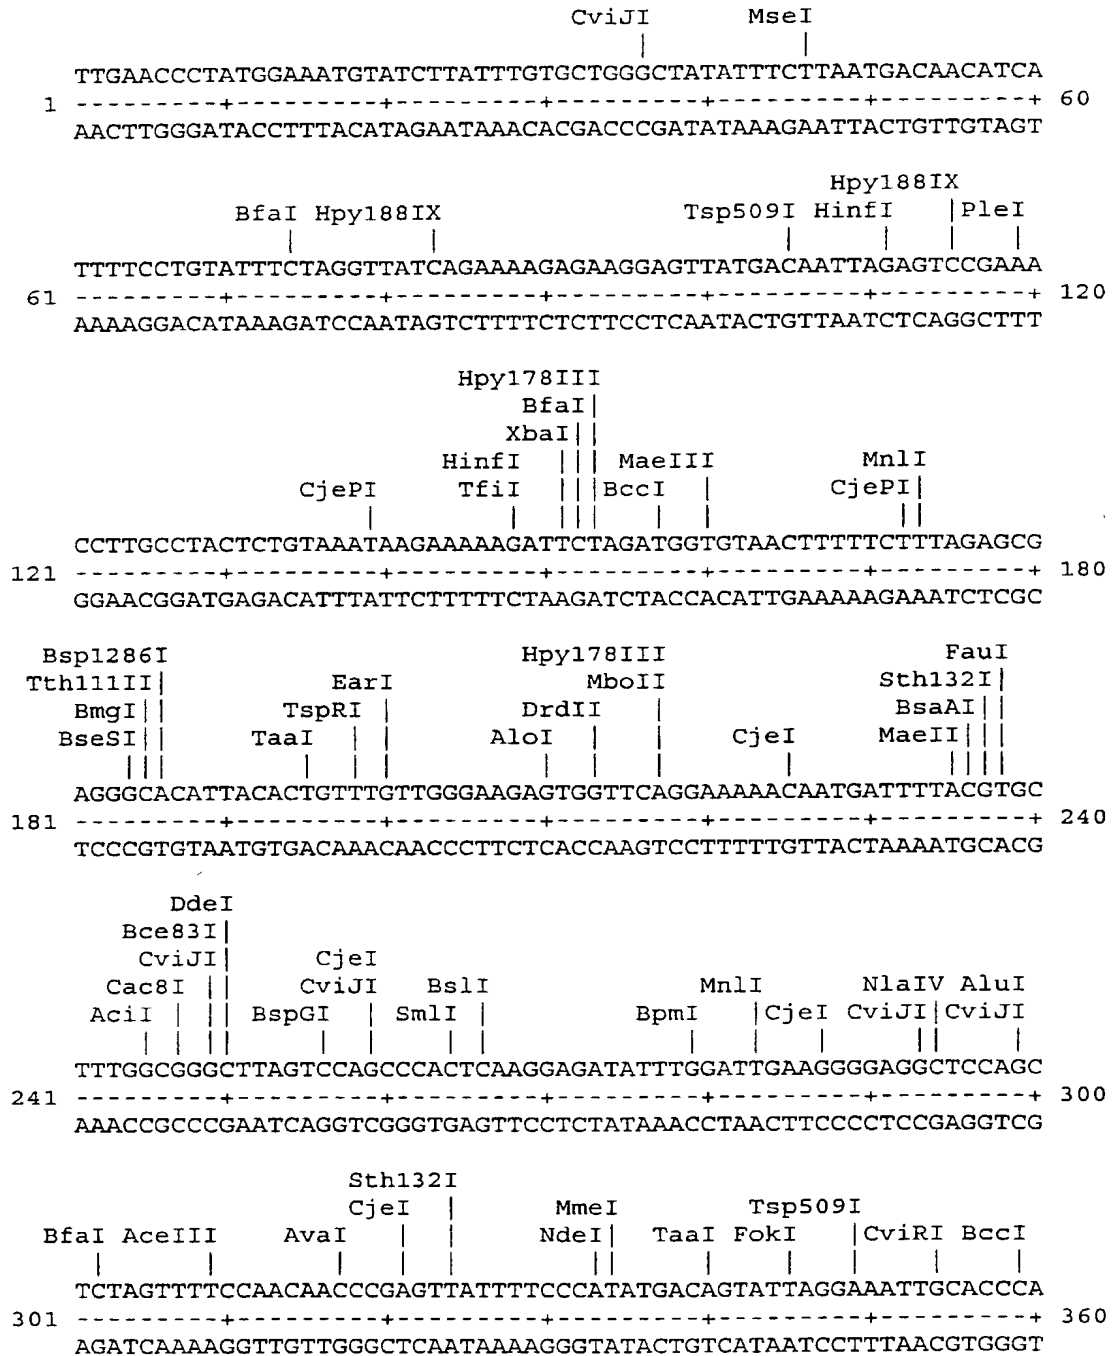 CviJI MseI
TTGAACCCTATGGAAATGTATCTTATTTGTGCTGGGCTATATTTCTTAATGACAACATCA
1 ---------+---------+---------+---------+---------+---------+ 60
AACTTGGGATACCTTTACATAGAATAAACACGACCCGATATAAAGAATTACTGTTGTAGT
Hpy188IX
BfaI Hpy188IX Tsp509I HinfI |PleI
TTTTCCTGTATTTCTAGGTTATCAGAAAAGAGAAGGAGTTATGACAATTAGAGTCCGAAA
61 ---------+---------+---------+---------+---------+---------+ 120
AAAAGGACATAAAGATCCAATAGTCTTTTCTCTTCCTCAATACTGTTAATCTCAGGCTTT
Hpy178III
BfaI|
XbaI||
HinfI ||| MaeIII MnlI
CjePI TfiI ||| BccI | CjePI|
CCTTGCCTACTCTGTAAATAAGAAAAAGATTCTAGATGGTGTAACTTTTTCTTTAGAGCG
121 ---------+---------+---------+---------+---------+---------+ 180
GGAACGGATGAGACATTTATTCTTTTTCTAAGATCTACCACATTGAAAAAGAAATCTCGC
Bsp1286I Hpy178III FauI
Tth111II| EarI MboII Sth132I|
BmgI|| TspRI | DrdII | BsaAI||
BseSI||| TaaI | | AloI | | CjeI MaeII|||
AGGGCACATTACACTGTTTGTTGGGAAGAGTGGTTCAGGAAAAACAATGATTTTACGTGC
181 ---------+---------+---------+---------+---------+---------+ 240
TCCCGTGTAATGTGACAAACAACCCTTCTCACCAAGTCCTTTTTGTTACTAAAATGCACG
DdeI
Bce83I|
CviJI|| CjeI
Cac8I || CviJI BslI MnlI NlaIV AluI
AciI | || BspGI | SmlI | BpmI |CjeI CviJI|CviJI
TTTGGCGGGCTTAGTCCAGCCCACTCAAGGAGATATTTGGATTGAAGGGGAGGCTCCAGC
241 ---------+---------+---------+---------+---------+---------+ 300
AAACCGCCCGAATCAGGTCGGGTGAGTTCCTCTATAAACCTAACTTCCCCTCCGAGGTCG
Sth132I
CjeI | MmeI Tsp509I
BfaI AceIII AvaI | | NdeI| TaaI FokI |CviRI BccI
TCTAGTTTTCCAACAACCCGAGTTATTTTCCCATATGACAGTATTAGGAAATTGCACCCA
301 ---------+---------+---------+---------+---------+---------+ 360
AGATCAAAAGGTTGTTGGGCTCAATAAAAGGGTATACTGTCATAATCCTTTAACGTGGGT